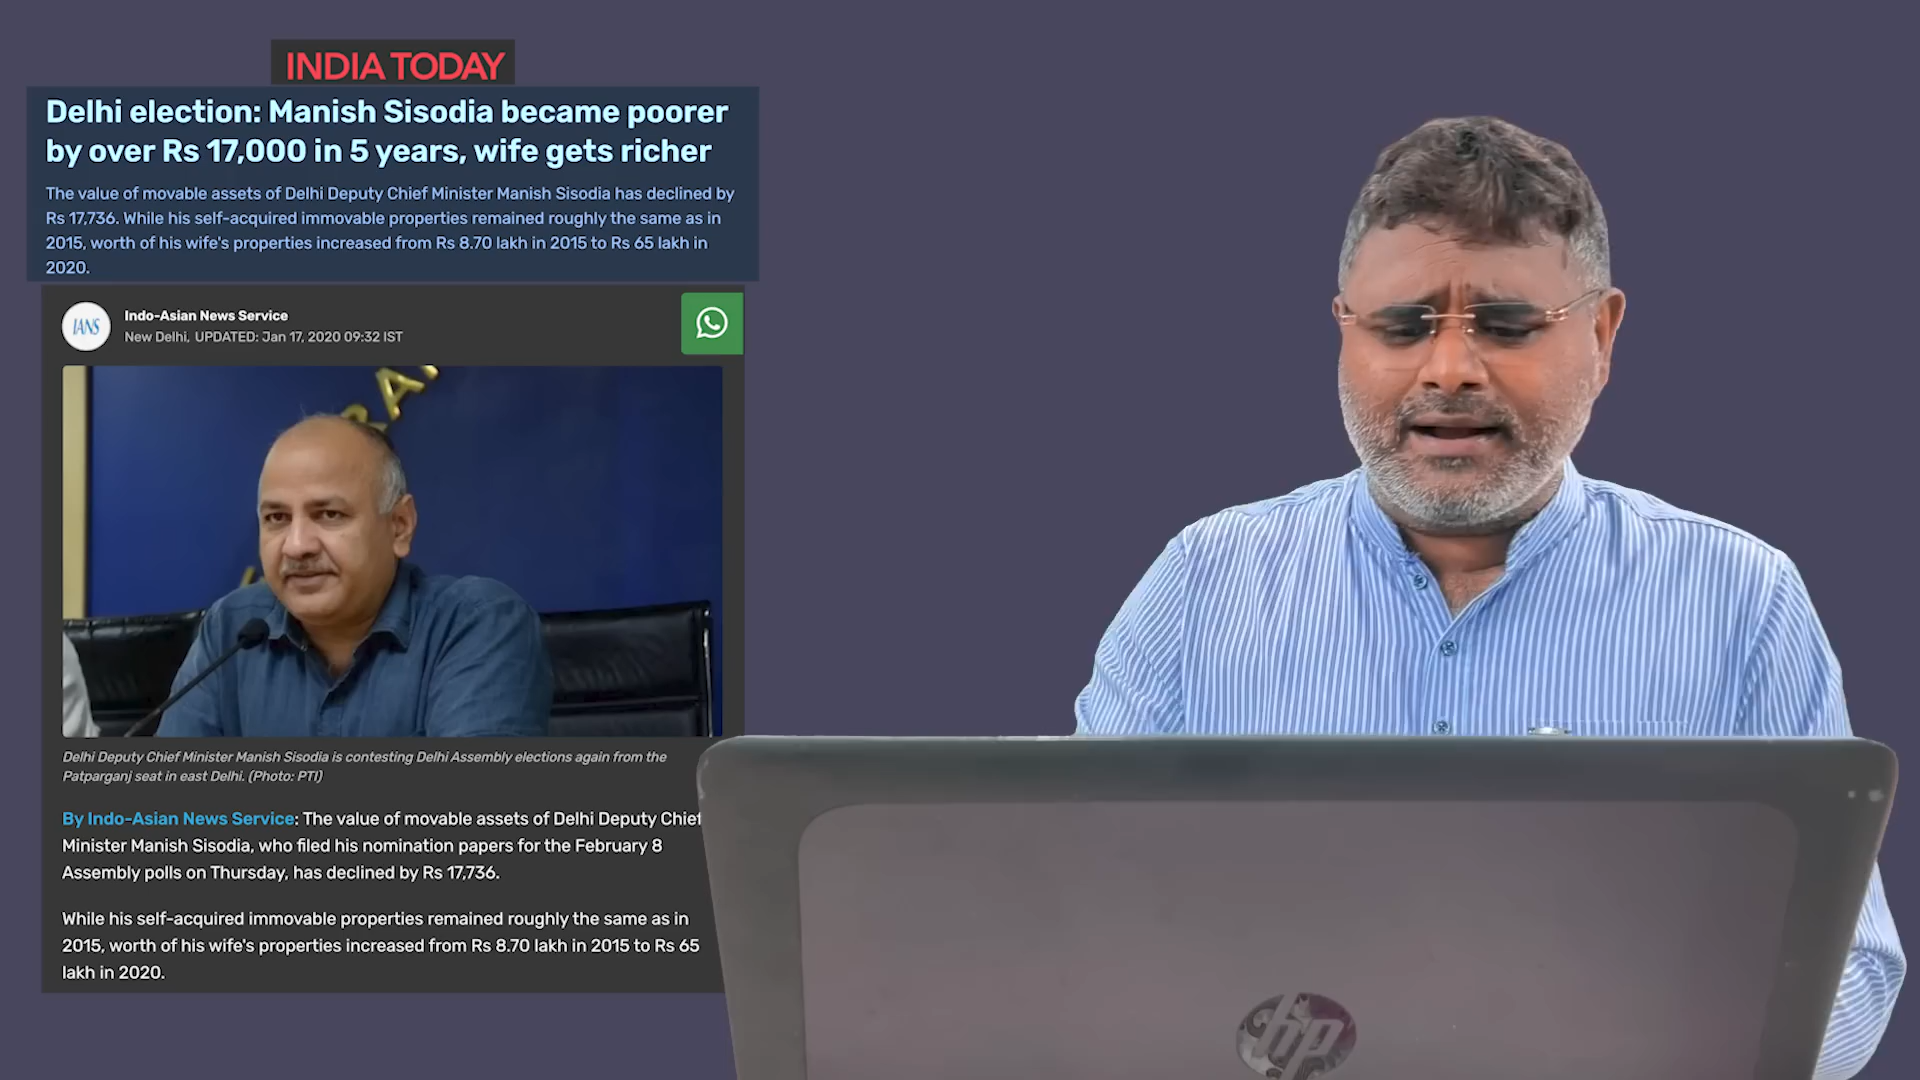 INDIA TODAY
Delhi election: Manish Sisodia became poorer
by over Rs 17,000 in 5 years, wife gets richer
The value of movable assets of Delhi Deputy Chief Minister Manish Sisodia has declined by
Rs 17,736. While his self-acquired immovable properties remained roughly the same as in
2015, worth of his wife's properties increased from Rs 8.70 lakh in 2015 to Rs 65 lakh in
2020.
IANS
Indo-Asian News Service
New Delhi, UPDATED: Jan 17, 2020 09:32 IST
RA
Delhi Deputy Chief Minister Manish Sisodia is contesting Delhi Assembly elections again from the
Patparganj seat in east Delhi. (Photo: PTI)
By Indo-Asian News Service: The value of movable assets of Delhi Deputy Chief
Minister Manish Sisodia, who filed his nomination papers for the February 8
Assembly polls on Thursday, has declined by Rs 17,736.
While his self-acquired immovable properties remained roughly the same as in
2015, worth of his wife's properties increased from Rs 8.70 lakh in 2015 to Rs 65
lakh in 2020.
hp